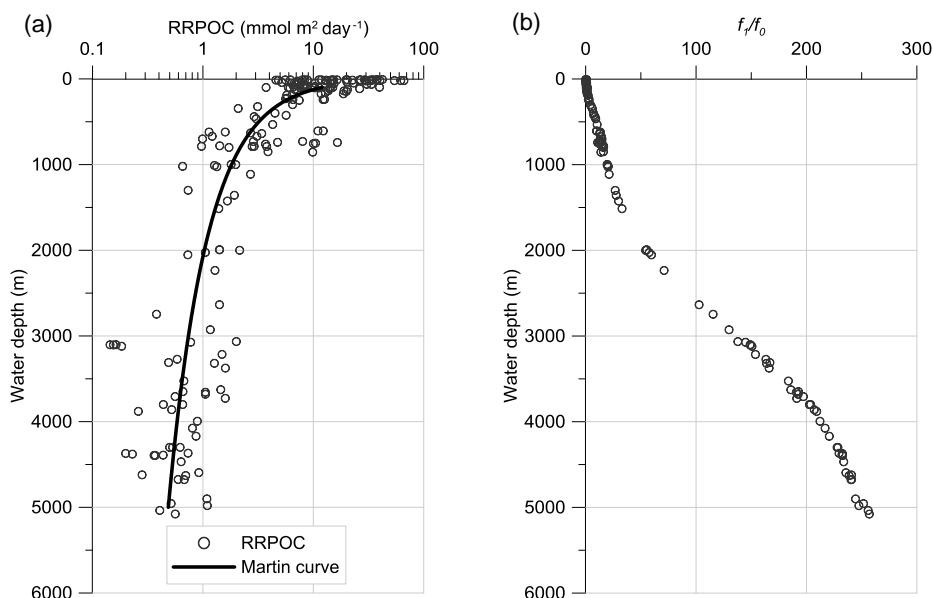 (a)
RRPOC (mmol m² day⁻¹)
0.1 1 10 100
0
1000
2000
3000
4000
5000
6000
Water depth (m)
RRPOC
Martin curve
(b)
f₁/f₀
0 100 200 300
0
1000
2000
3000
4000
5000
6000
Water depth (m)